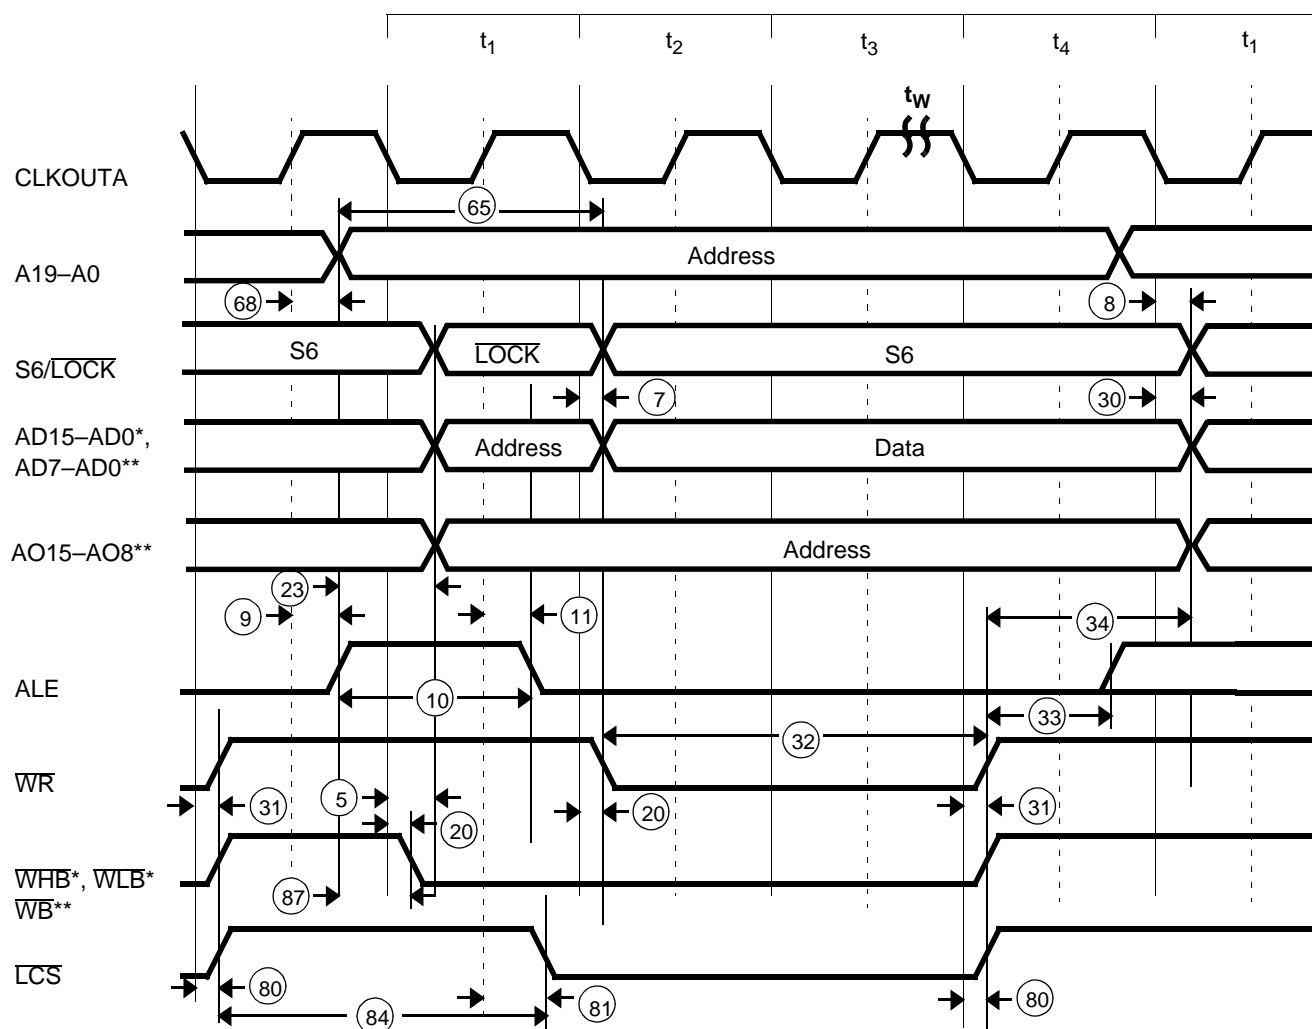 t1 t2 t3 t4 t1
tW
CLKOUTA
65
A19–A0 Address
68 8
S6/LOCK S6 LOCK S6
7 30
AD15–AD0*,
AD7–AD0** Address Data
AO15–AO8** Address
23
9 11 34
ALE
10 33
32
WR
31 5 20 20 31
WHB*, WLB*
WB**
87
LCS
80 84 81 80